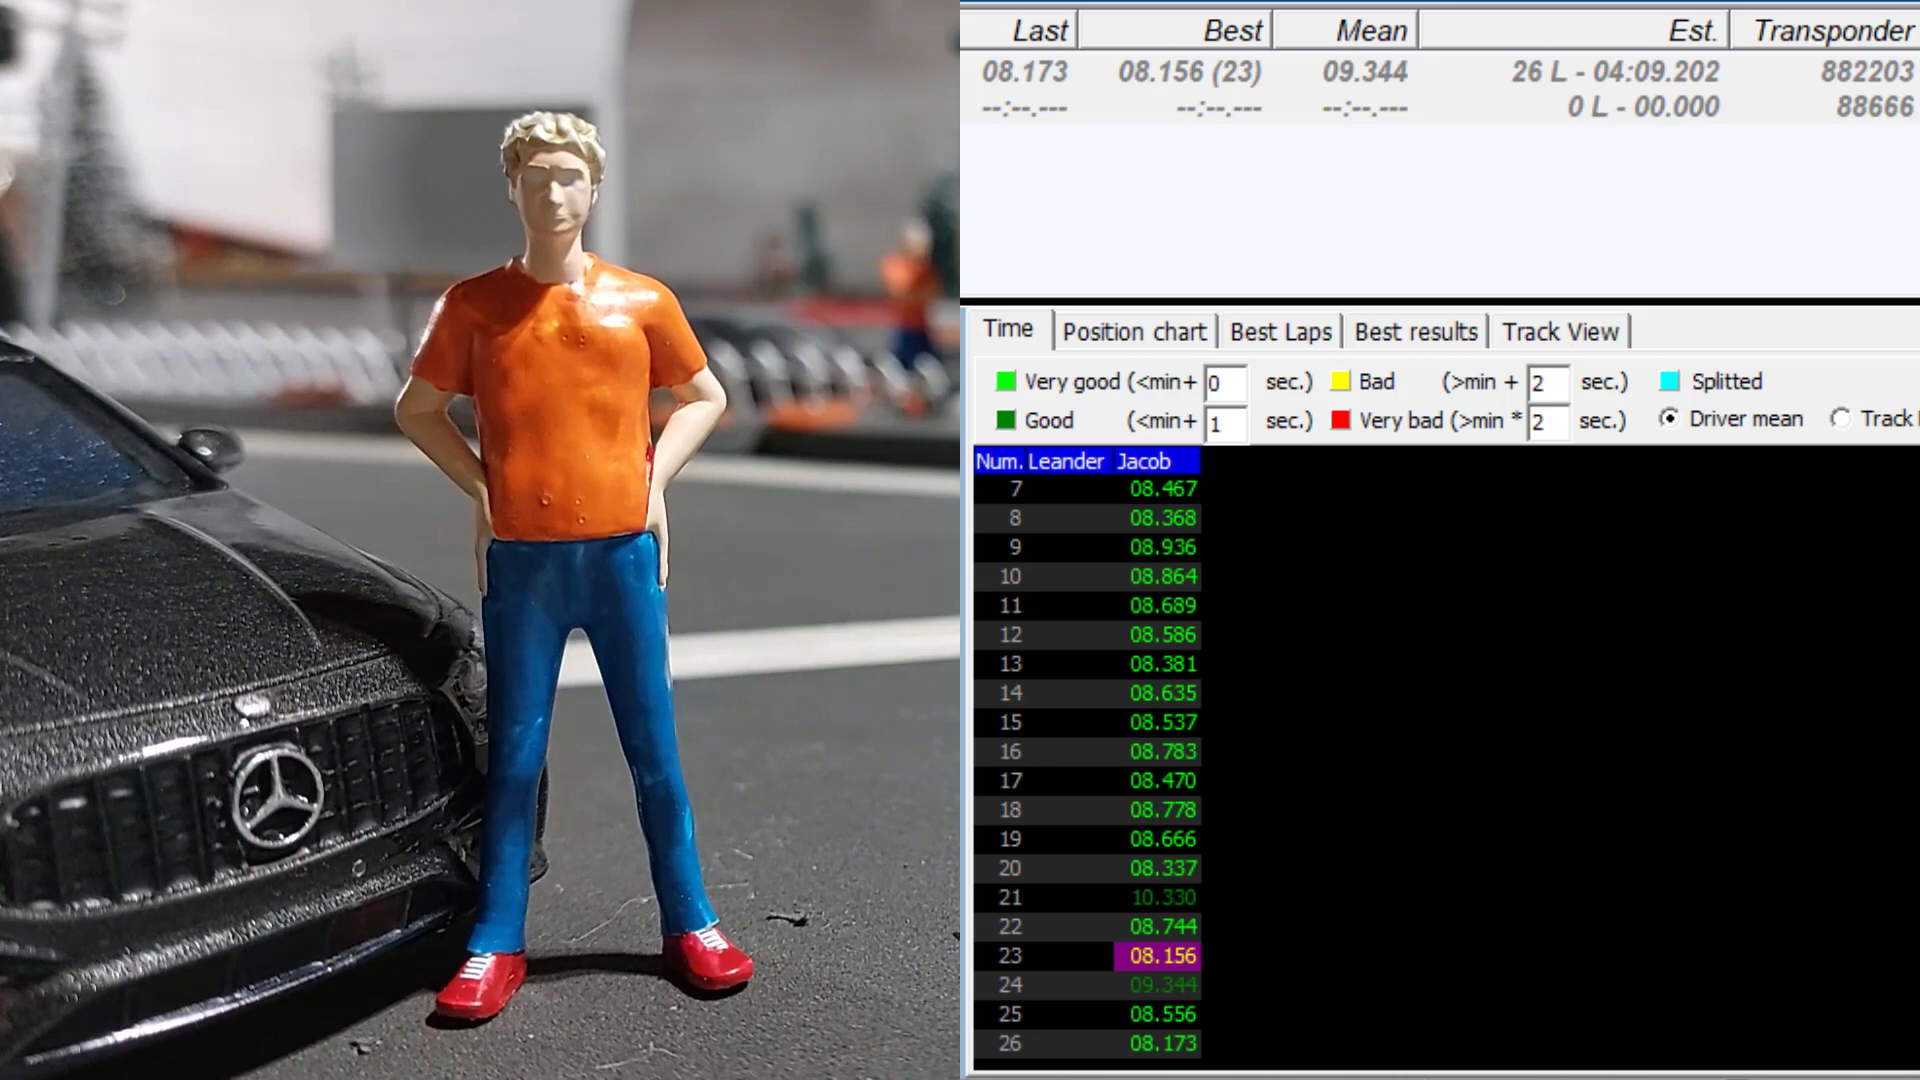 Last Best Mean Est. Transponder
08.173 08.156 (23) 09.344 26 L - 04:09.202 882203
--:--.--- --:--.--- --:--.--- 0 L - 00.000 88666
Time Position chart Best Laps Best results Track View
Very good (<min+ 0 sec.) Bad (>min + 2 sec.) Splitted
Good (<min+ 1 sec.) Very bad (>min * 2 sec.) Driver mean Track
Num. Leander Jacob
7 08.467
8 08.368
9 08.936
10 08.864
11 08.689
12 08.586
13 08.381
14 08.635
15 08.537
16 08.783
17 08.470
18 08.778
19 08.666
20 08.337
21 10.330
22 08.744
23 08.156
24 09.344
25 08.556
26 08.173